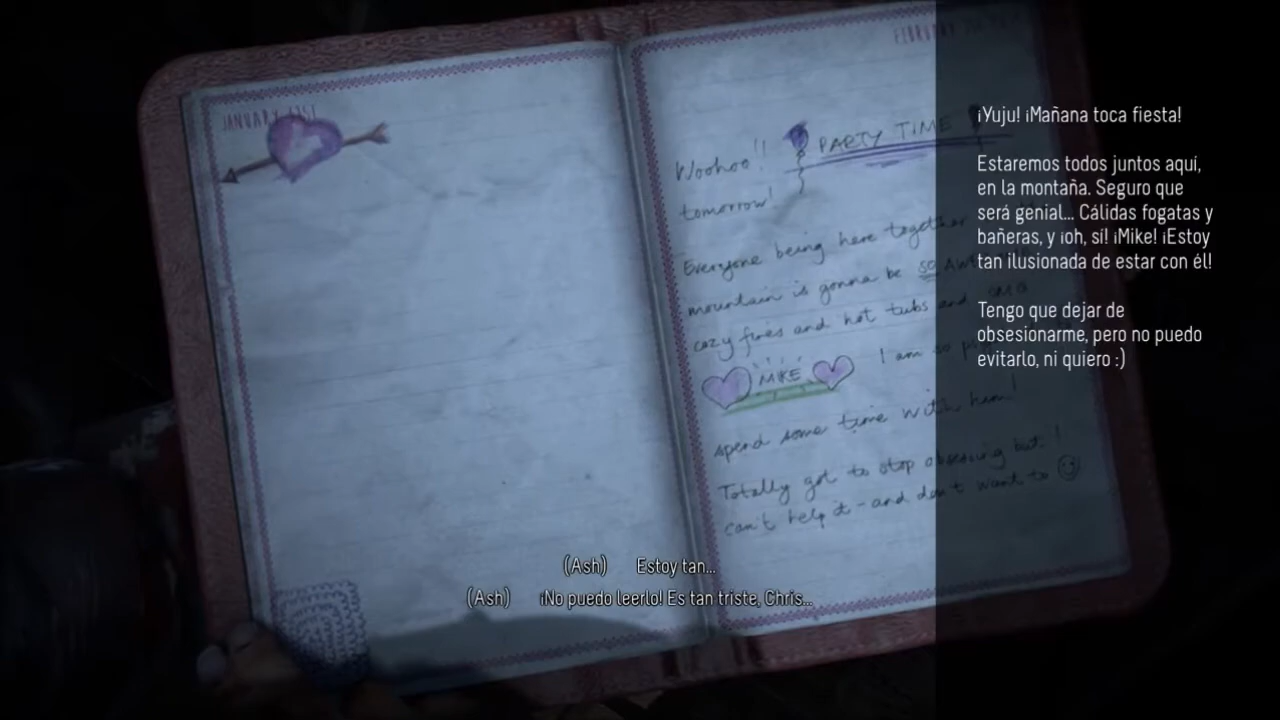 JANUARY 31ST
FEBRUARY
Woohoo!! PARTY TIME
tomorrow!
Everyone being here together
mountain is gonna be so
cozy fires and hot tubs and
MIKE I am so
spend some time with him!
Totally got to stop obsessing but I
can't help it - and don't want to
¡Yuju! ¡Mañana toca fiesta!
Estaremos todos juntos aquí,
en la montaña. Seguro que
será genial... Cálidas fogatas y
bañeras, y ¡oh, sí! ¡Mike! ¡Estoy
tan ilusionada de estar con él!
Tengo que dejar de
obsesionarme, pero no puedo
evitarlo, ni quiero :)
(Ash) Estoy tan...
(Ash) ¡No puedo leerlo! Es tan triste, Chris...